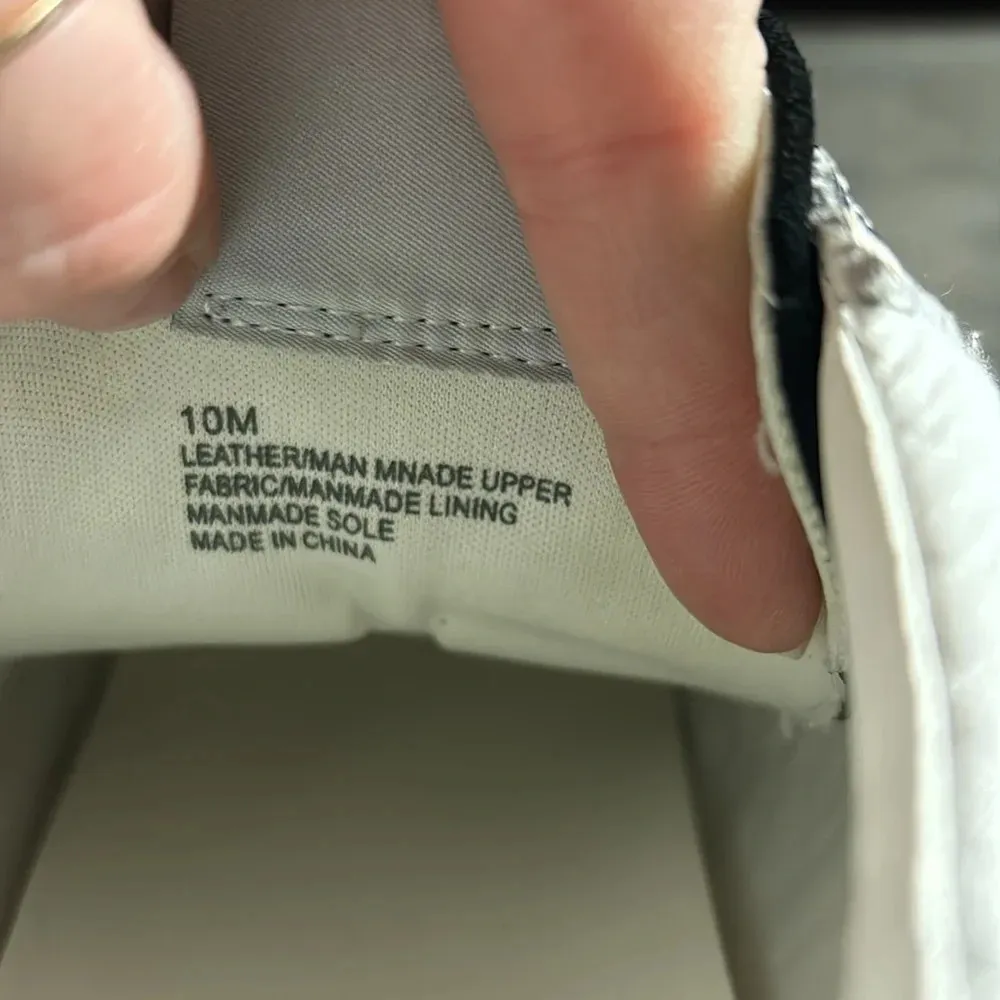 10M
LEATHER/MAN MNADE UPPER
FABRIC/MANMADE LINING
MANMADE SOLE
MADE IN CHINA